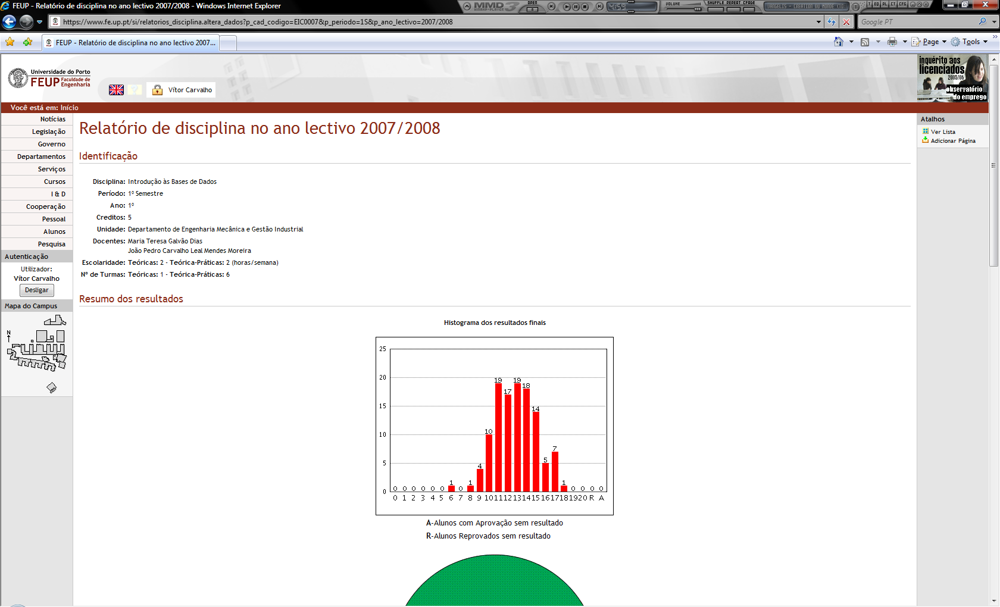 FEUP - Relatório de disciplina no ano lectivo 2007/2008 - Windows Internet Explorer
MMD3
OPEN
VOLUME
SHUFFLE REPEAT CFADE
VANGELIS - CREATION DU MONDE
https://www.fe.up.pt/si/relatorios_disciplina.altera_dados?p_cad_codigo=EIC0007&p_periodo=1S&p_ano_lectivo=2007/2008
Google PT
FEUP - Relatório de disciplina no ano lectivo 2007...
Page
Tools
Universidade do Porto
FEUP Faculdade de Engenharia
Vítor Carvalho
inquérito aos
licenciados
2005/06
observatório
do emprego
Você está em: Início
Notícias
Legislação
Governo
Departamentos
Serviços
Cursos
I & D
Cooperação
Pessoal
Alunos
Pesquisa
Autenticação
Utilizador:
Vítor Carvalho
Desligar
Mapa do Campus
N
Relatório de disciplina no ano lectivo 2007/2008
Identificação
Disciplina: Introdução às Bases de Dados
Período: 1º Semestre
Ano: 1º
Creditos: 5
Unidade: Departamento de Engenharia Mecânica e Gestão Industrial
Docentes: Maria Teresa Galvão Dias
João Pedro Carvalho Leal Mendes Moreira
Escolaridade: Teóricas: 2 - Teórica-Práticas: 2 (horas/semana)
Nº de Turmas: Teóricas: 1 - Teórica-Práticas: 6
Resumo dos resultados
Histograma dos resultados finais
25
20
15
10
5
0
0 0 0 0 0 0 1 0 1 4 10 19 17 19 18 14 5 7 1 0 0 0 0
0 1 2 3 4 5 6 7 8 9 10 11 12 13 14 15 16 17 18 19 20 R A
A-Alunos com Aprovação sem resultado
R-Alunos Reprovados sem resultado
Atalhos
Ver Lista
Adicionar Página